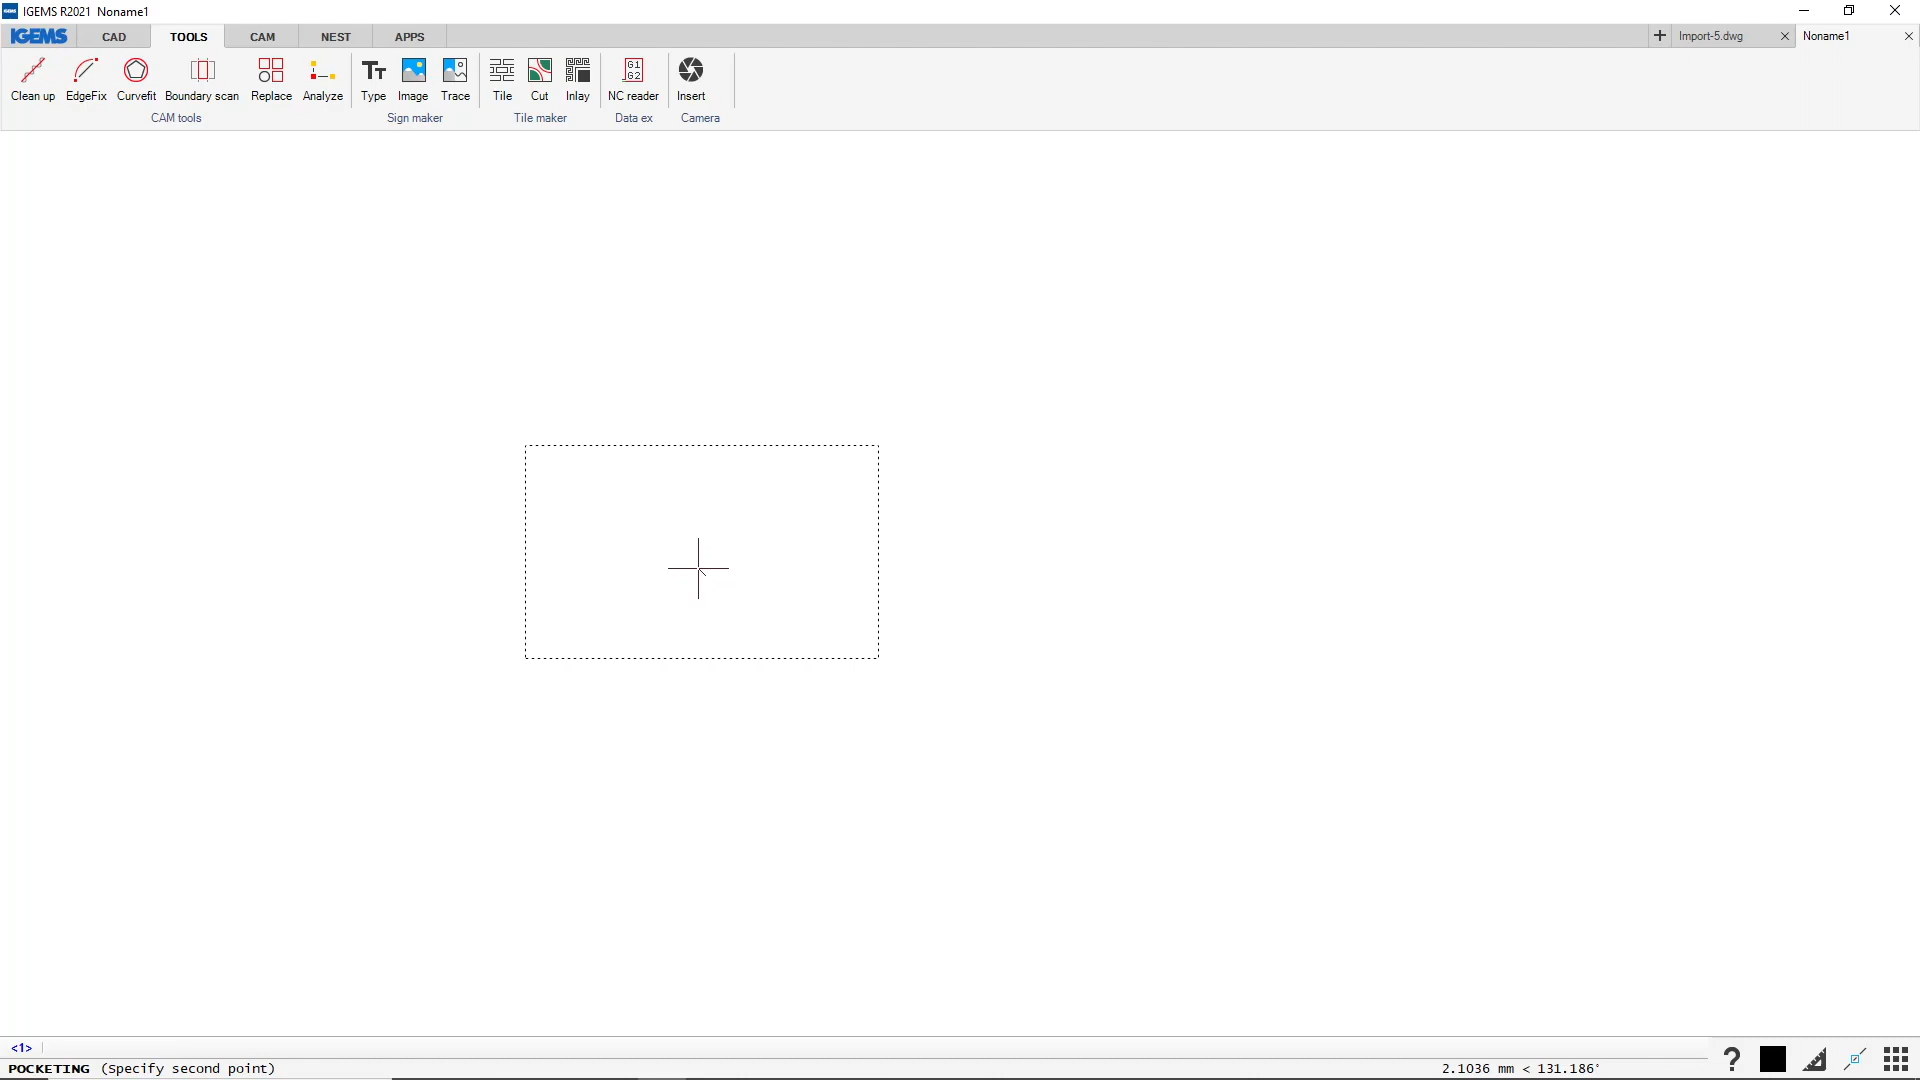 IGEMS R2021 Noname1
IGEMS CAD TOOLS CAM NEST APPS Import-5.dwg Noname1
G1
G2
Clean up EdgeFix Curvefit Boundary scan Replace Analyze Type Image Trace Tile Cut Inlay NC reader Insert
CAM tools Sign maker Tile maker Data ex Camera
<1>
POCKETING (Specify second point) 2.1036 mm < 131.186°